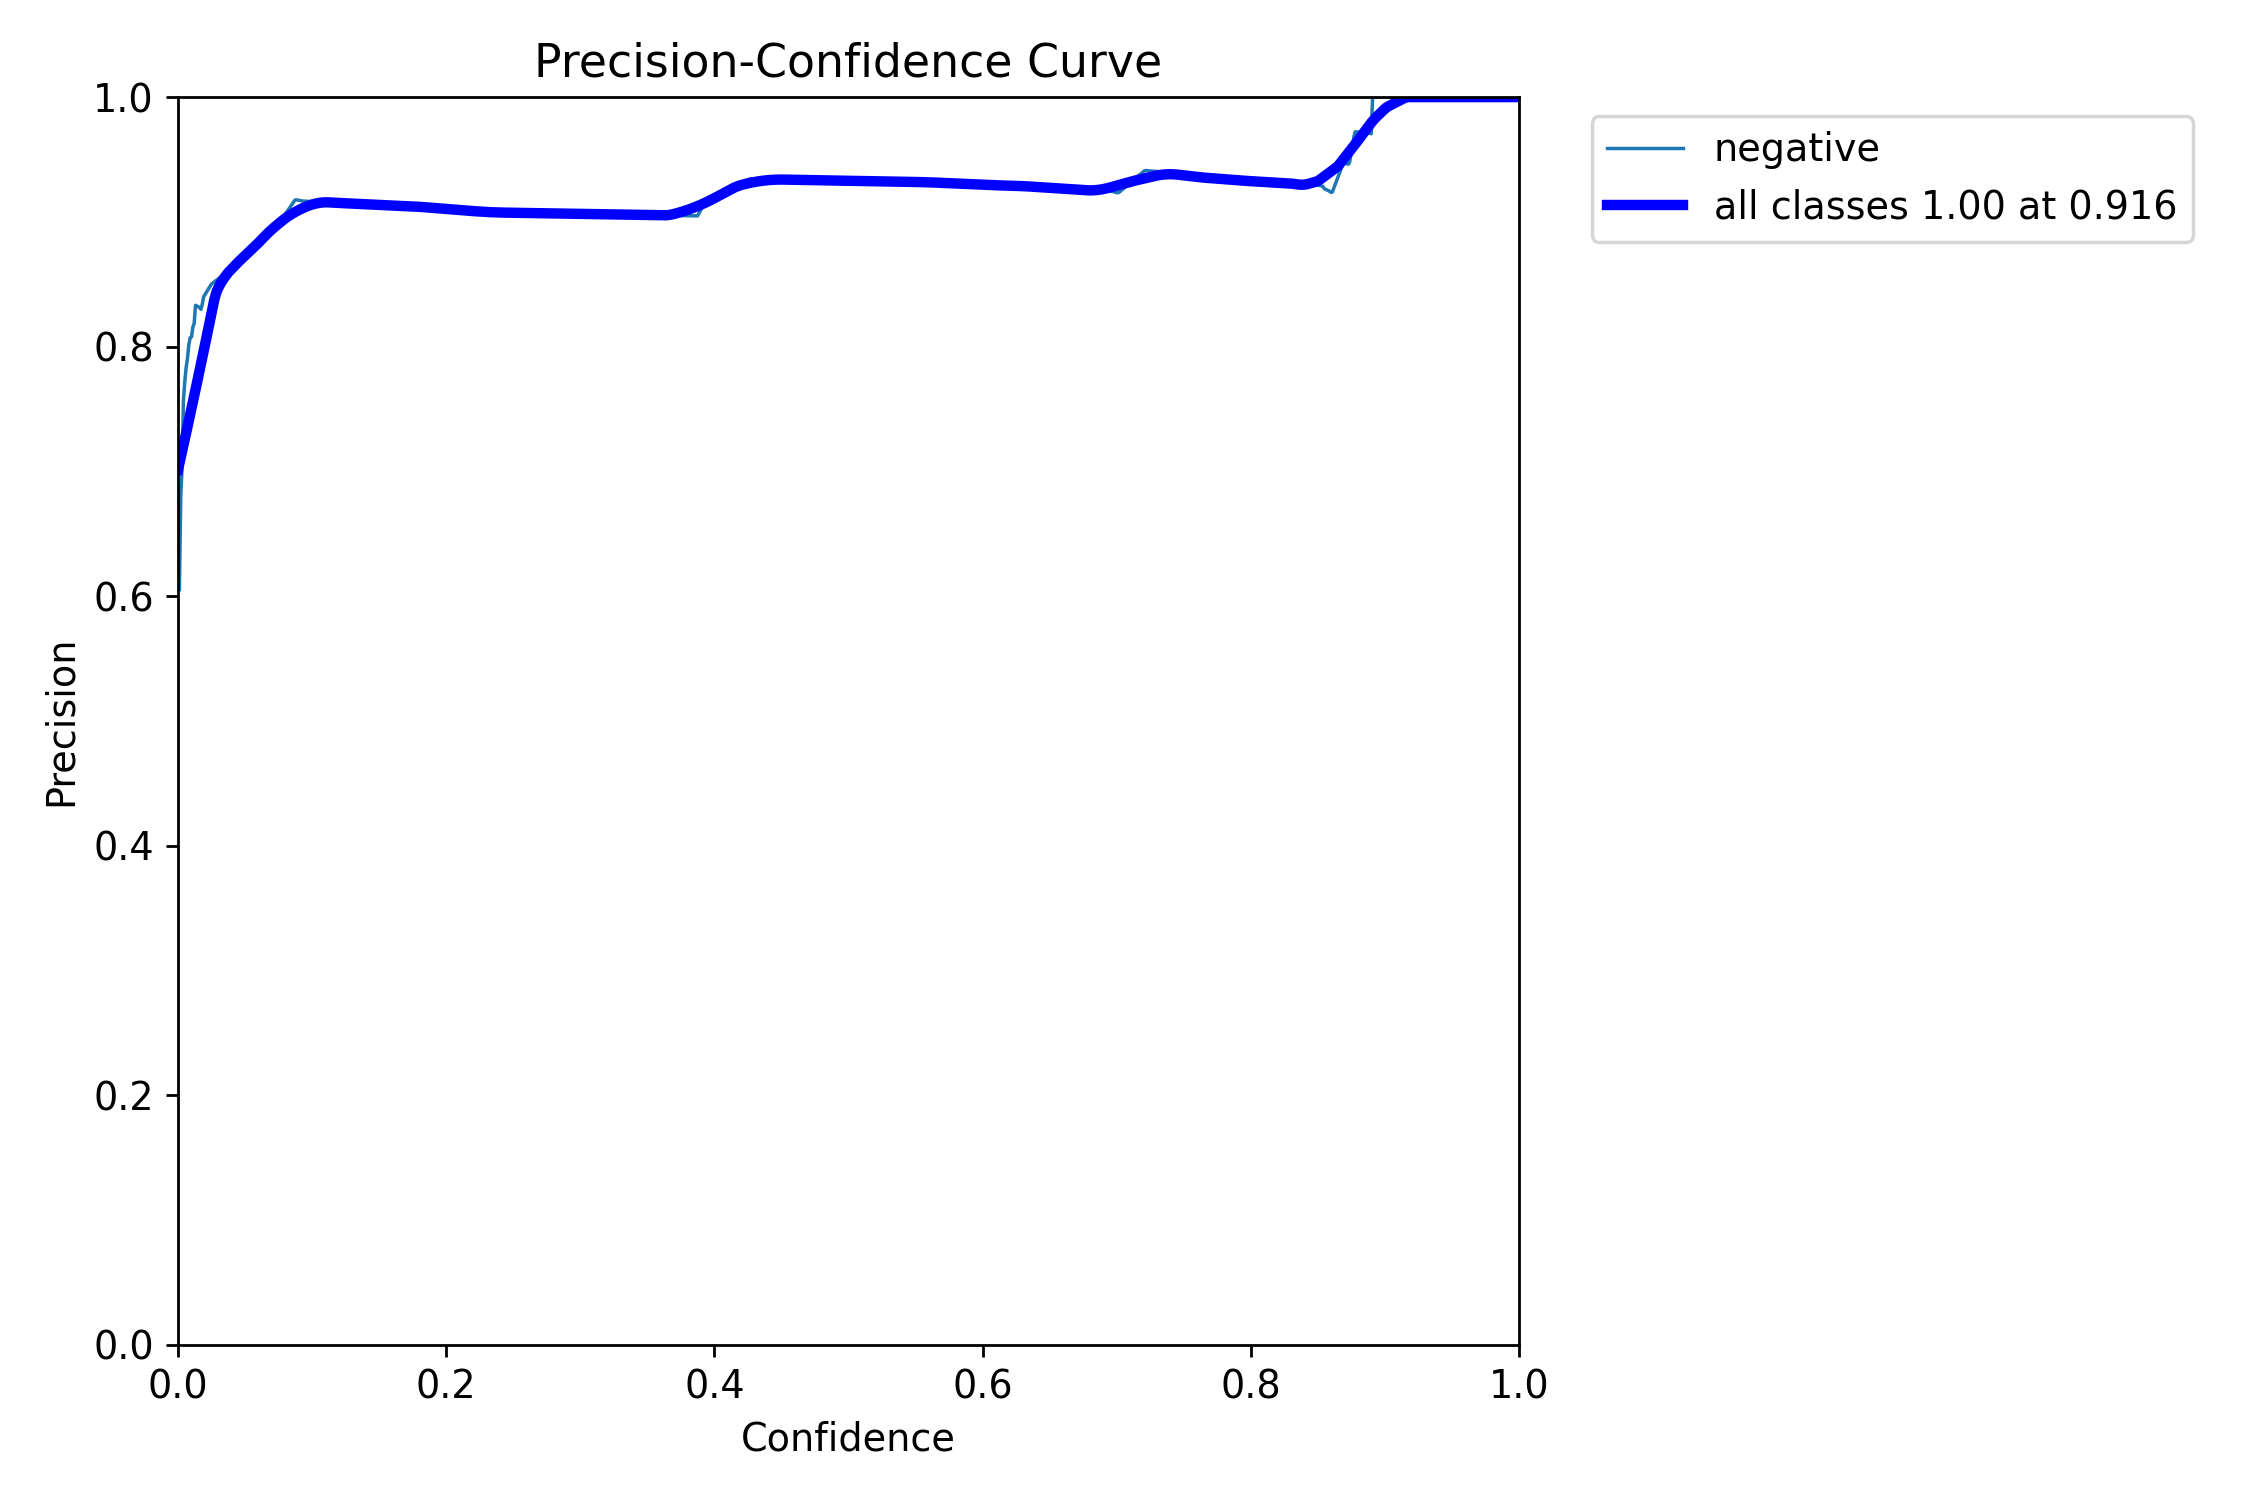 Precision-Confidence Curve
1.0
0.8
0.6
0.4
0.2
0.0
Precision
0.0 0.2 0.4 0.6 0.8 1.0
Confidence
negative
all classes 1.00 at 0.916